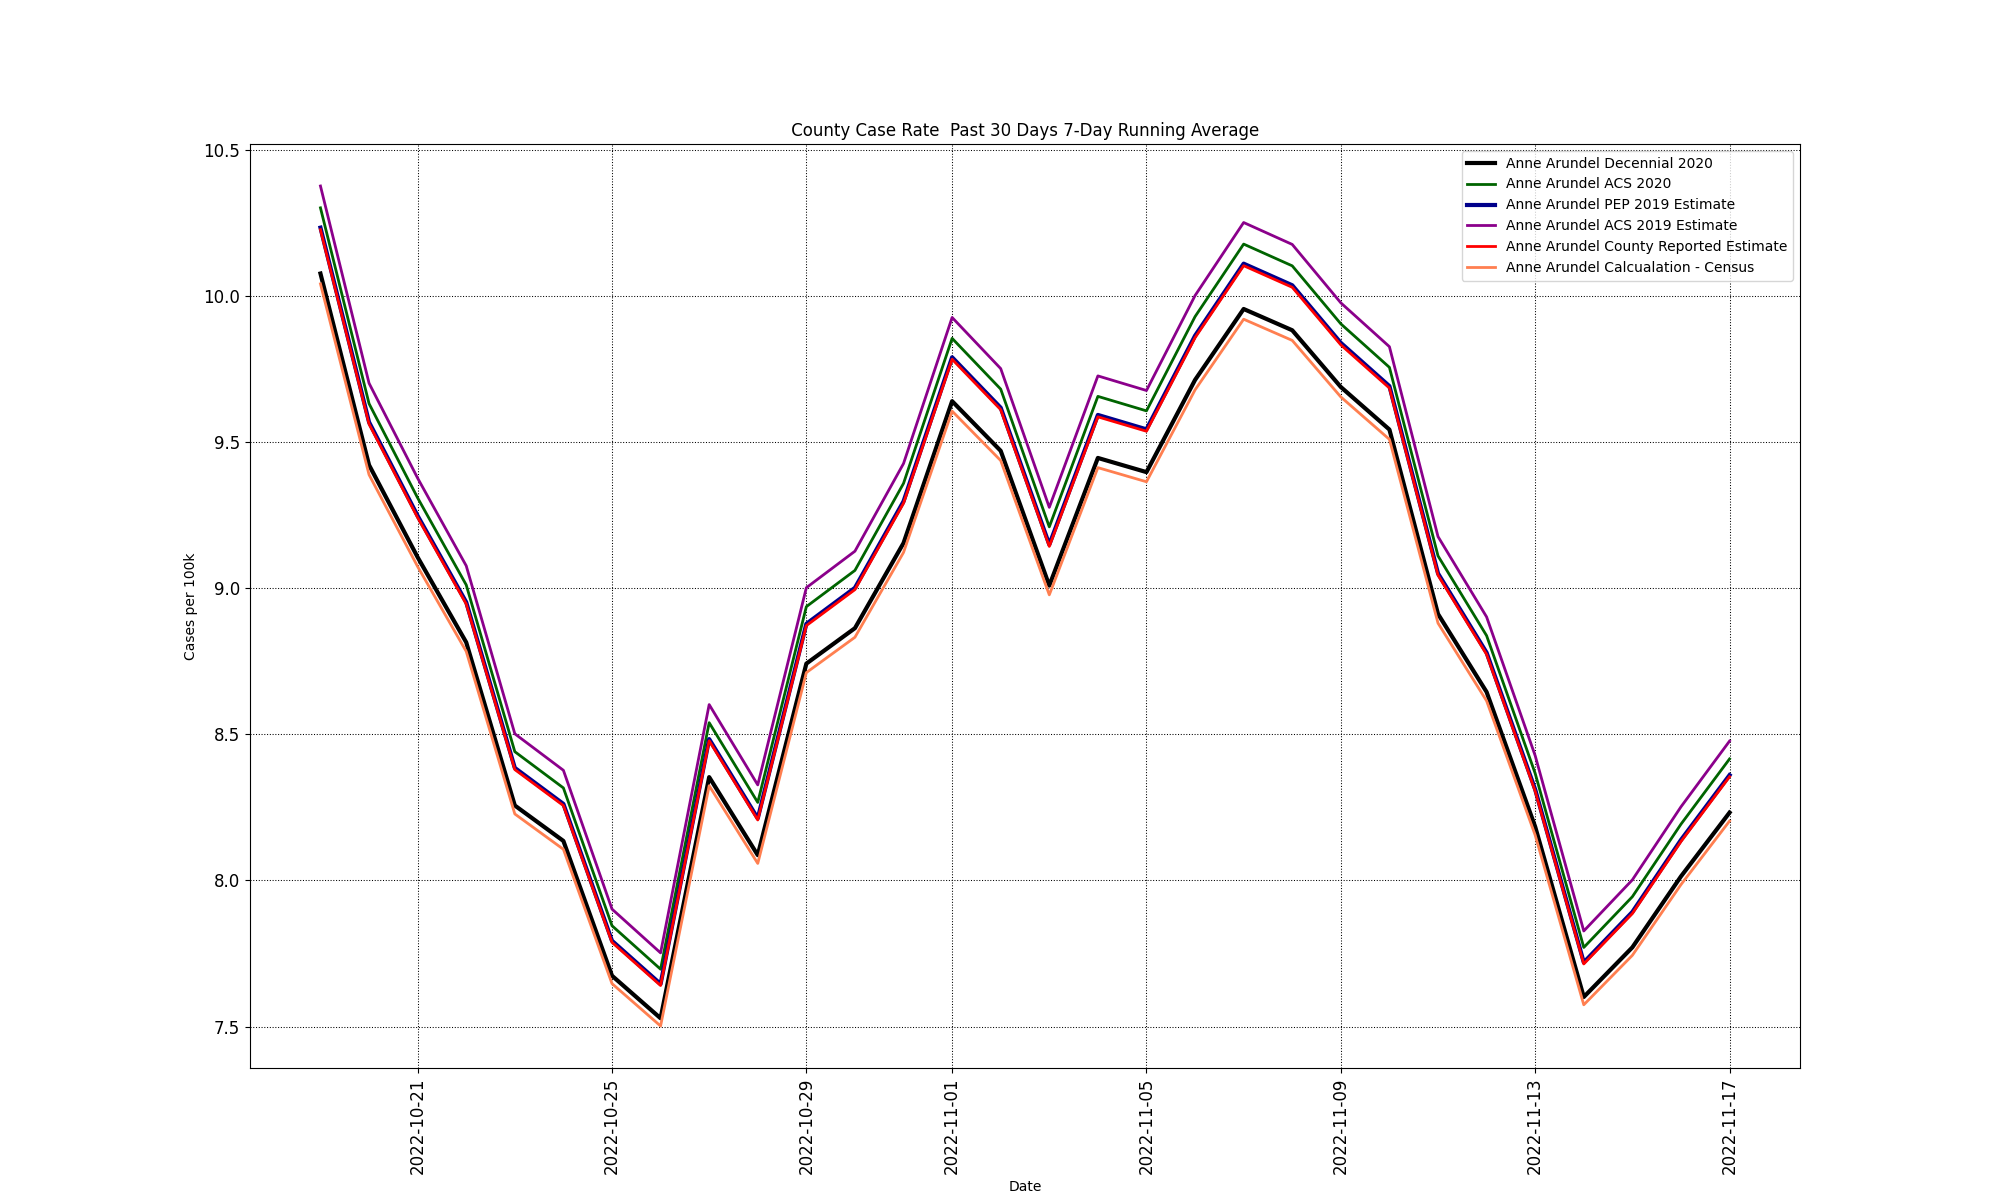 County Case Rate  Past 30 Days 7-Day Running Average
Anne Arundel Decennial 2020
Anne Arundel ACS 2020
Anne Arundel PEP 2019 Estimate
Anne Arundel ACS 2019 Estimate
Anne Arundel County Reported Estimate
Anne Arundel Calcualation - Census
10.5
10.0
9.5
9.0
8.5
8.0
7.5
Cases per 100k
2022-10-21
2022-10-25
2022-10-29
2022-11-01
2022-11-05
2022-11-09
2022-11-13
2022-11-17
Date